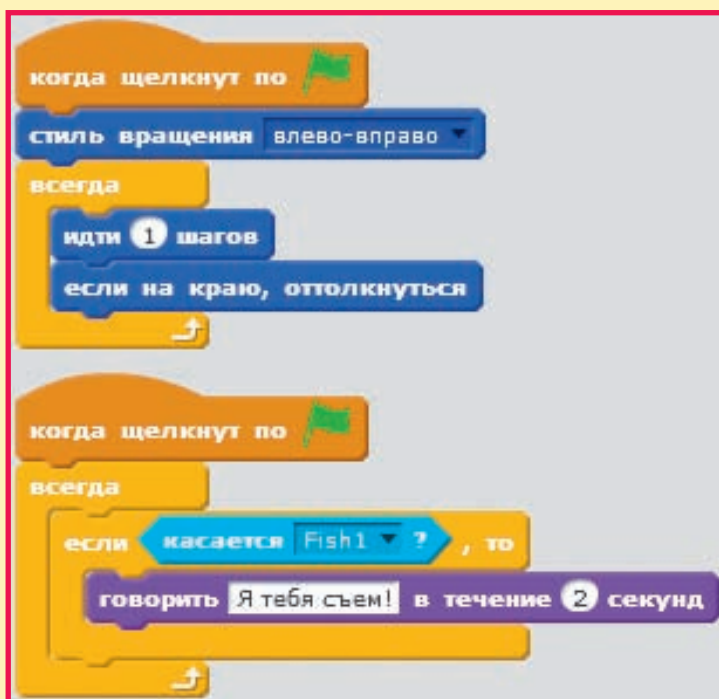 когда щелкнут по
стиль вращения влево-вправо
всегда
идти 1 шагов
если на краю, оттолкнуться
когда щелкнут по
всегда
если касается Fish1 ? , то
говорить Я тебя съем! в течение 2 секунд